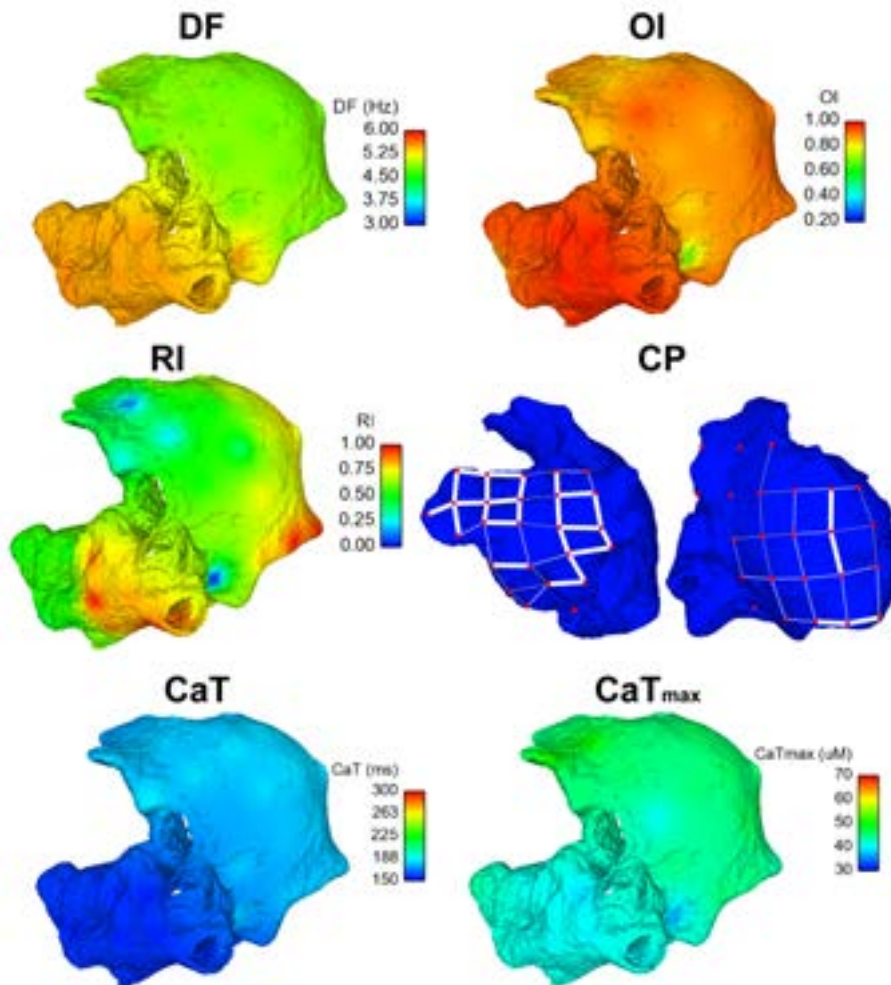 DF
OI
DF (Hz)
6.00
5.25
4.50
3.75
3.00
OI
1.00
0.80
0.60
0.40
0.20
RI
CP
RI
1.00
0.75
0.50
0.25
0.00
CaT
CaTmax
CaT (ms)
300
263
225
188
150
CaTmax (uM)
70
60
50
40
30